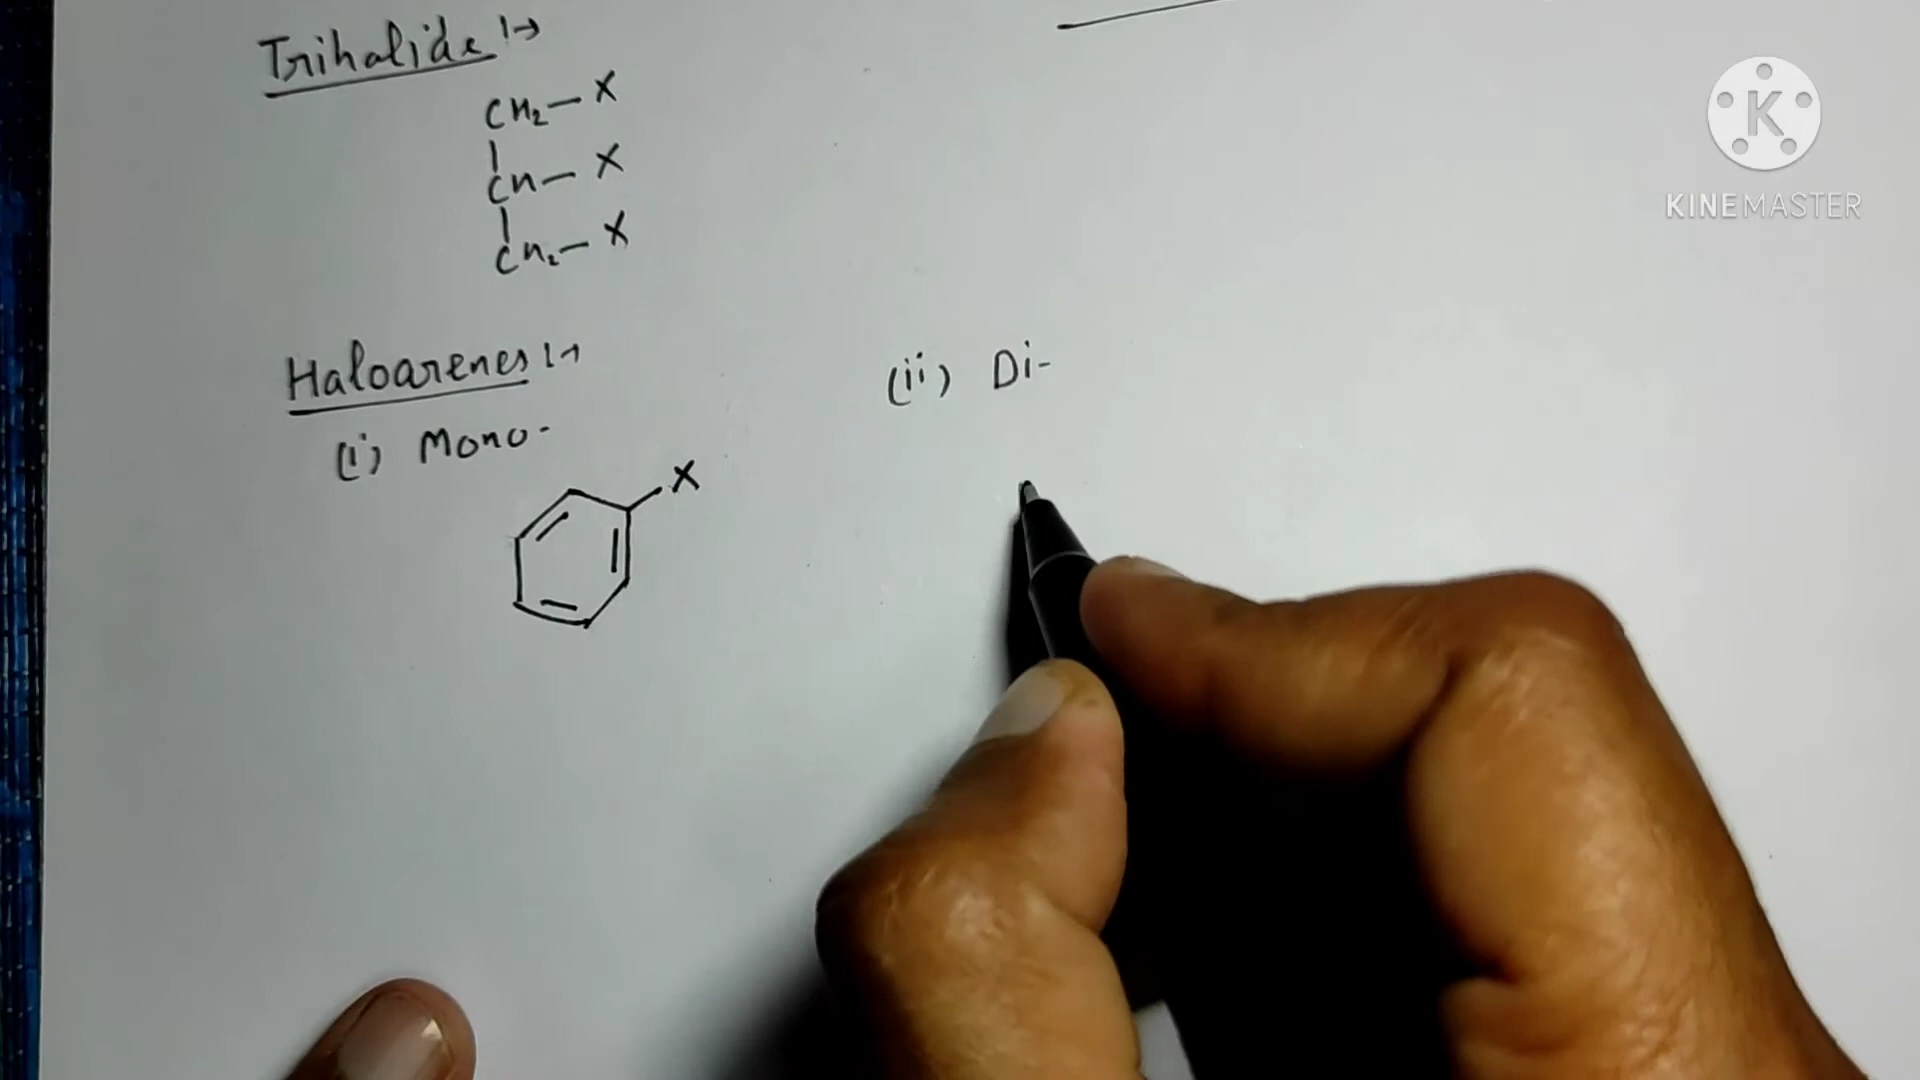 Trihalide :→
CH₂—X
CH—X
CH₂—X
Haloarenes :→
(i) Mono-
X
(ii) Di-
K
KINEMASTER